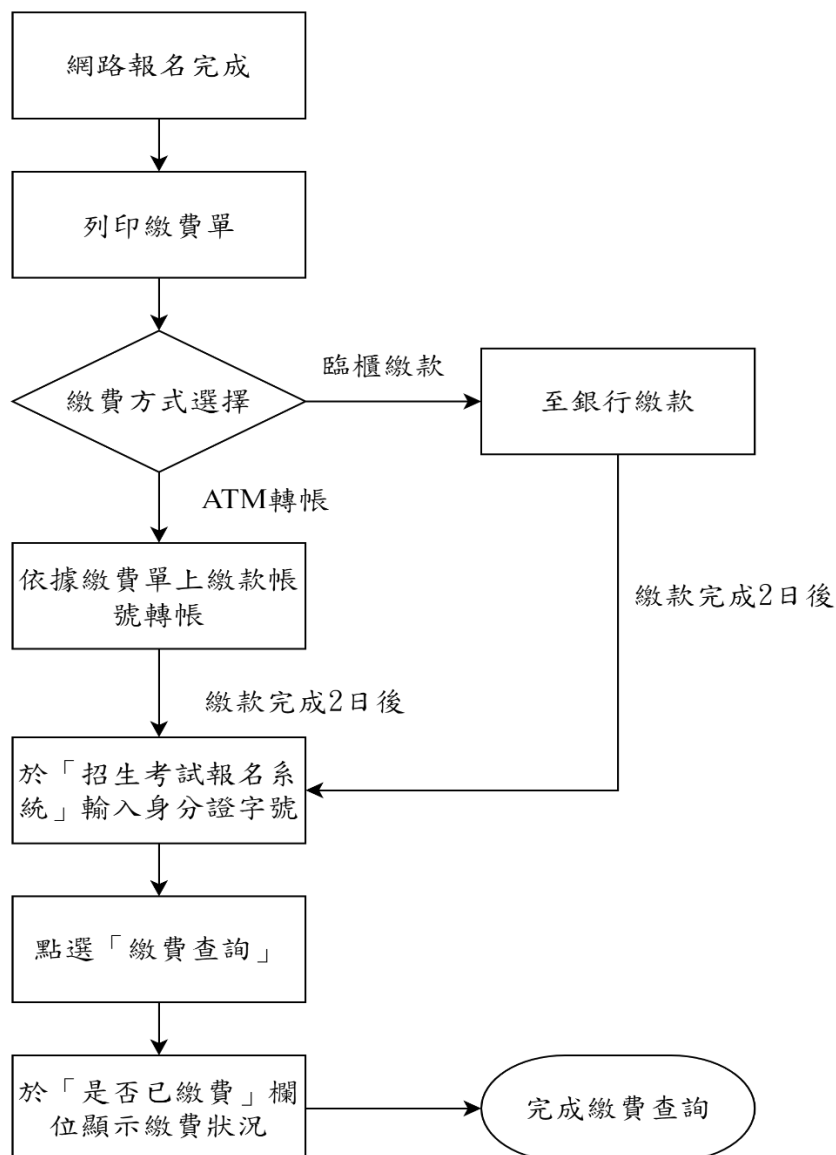 網路報名完成
列印繳費單
繳費方式選擇
臨櫃繳款
至銀行繳款
ATM轉帳
依據繳費單上繳款帳
號轉帳
繳款完成2日後
繳款完成2日後
於「招生考試報名系
統」輸入身分證字號
點選「繳費查詢」
於「是否已繳費」欄
位顯示繳費狀況
完成繳費查詢